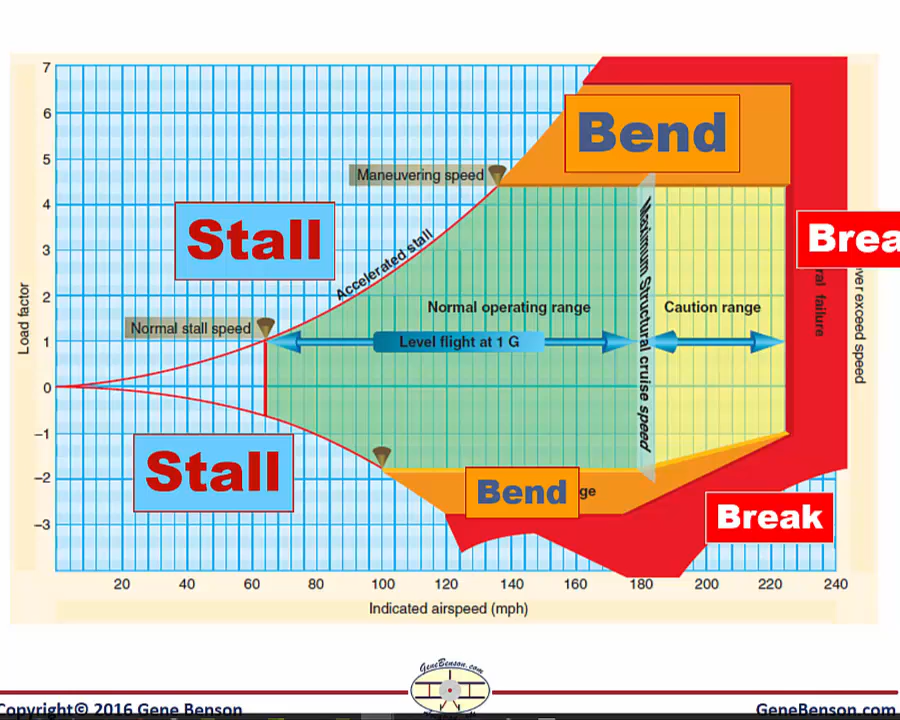 7
6
Bend
5
Maneuvering speed
4
Stall
Accelerated stall
3
Brea
2
Load factor
Normal operating range
Caution range
Maximum Structural cruise speed
ral failure
ver exceed speed
Normal stall speed
1
Level flight at 1 G
0
-1
Stall
-2
Bend
ge
Break
-3
20 40 60 80 100 120 140 160 180 200 220 240
Indicated airspeed (mph)
GeneBenson.com
Copyright© 2016 Gene Benson
GeneBenson.com